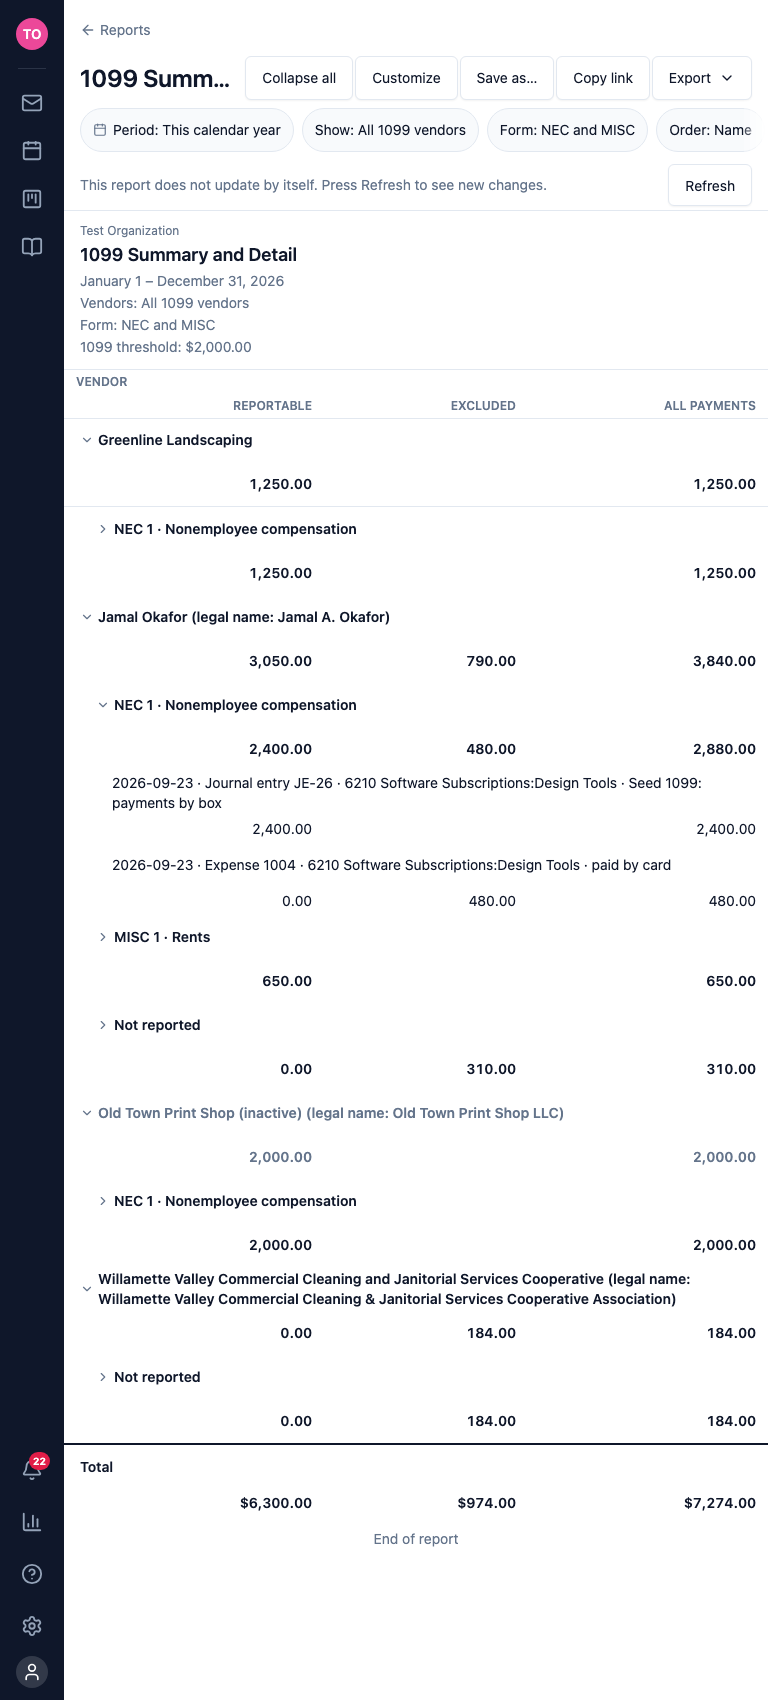 TO
Reports
1099 Summ...
Collapse all
Customize
Save as...
Copy link
Export
Period: This calendar year
Show: All 1099 vendors
Form: NEC and MISC
Order: Name
This report does not update by itself. Press Refresh to see new changes.
Refresh
Test Organization
1099 Summary and Detail
January 1 – December 31, 2026
Vendors: All 1099 vendors
Form: NEC and MISC
1099 threshold: $2,000.00
VENDOR
REPORTABLE EXCLUDED ALL PAYMENTS
Greenline Landscaping
1,250.00 1,250.00
NEC 1 · Nonemployee compensation
1,250.00 1,250.00
Jamal Okafor (legal name: Jamal A. Okafor)
3,050.00 790.00 3,840.00
NEC 1 · Nonemployee compensation
2,400.00 480.00 2,880.00
2026-09-23 · Journal entry JE-26 · 6210 Software Subscriptions:Design Tools · Seed 1099:
payments by box
2,400.00 2,400.00
2026-09-23 · Expense 1004 · 6210 Software Subscriptions:Design Tools · paid by card
0.00 480.00 480.00
MISC 1 · Rents
650.00 650.00
Not reported
0.00 310.00 310.00
Old Town Print Shop (inactive) (legal name: Old Town Print Shop LLC)
2,000.00 2,000.00
NEC 1 · Nonemployee compensation
2,000.00 2,000.00
Willamette Valley Commercial Cleaning and Janitorial Services Cooperative (legal name:
Willamette Valley Commercial Cleaning & Janitorial Services Cooperative Association)
0.00 184.00 184.00
Not reported
0.00 184.00 184.00
Total
$6,300.00 $974.00 $7,274.00
End of report
22